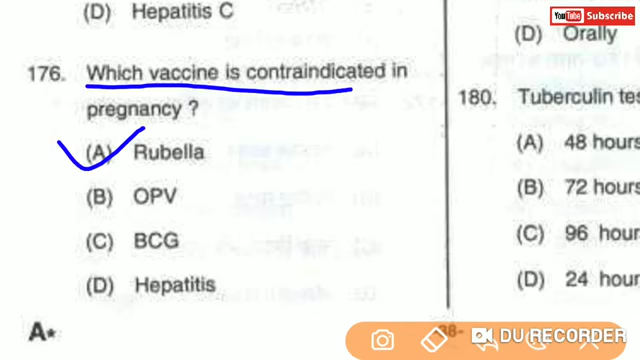 (D) Hepatitis C
176. Which vaccine is contraindicated in
pregnancy ?
(A) Rubella
(B) OPV
(C) BCG
(D) Hepatitis
A*
YouTube Subscribe
(D) Orally
180. Tuberculin tes
(A) 48 hours
(B) 72 hours
(C) 96 hour
(D) 24 hour
38-
DU RECORDER